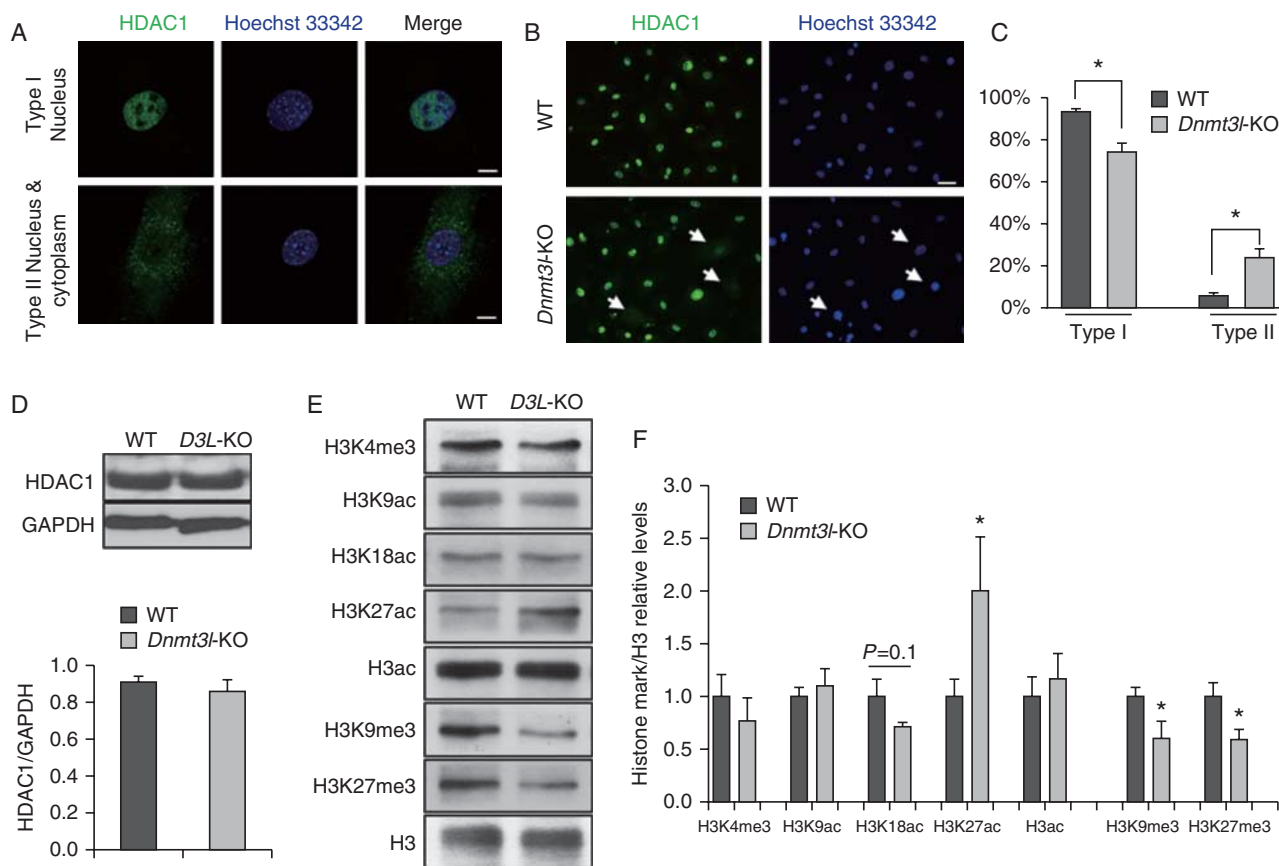 A
HDAC1 Hoechst 33342 Merge
Type I
Nucleus
Type II Nucleus &
cytoplasm
B
HDAC1 Hoechst 33342
WT
Dnmt3l-KO
C
WT
Dnmt3l-KO
*
*
100%
80%
60%
40%
20%
0%
Type I Type II
D
WT D3L-KO
HDAC1
GAPDH
WT
Dnmt3l-KO
HDAC1/GAPDH
1.0
0.8
0.6
0.4
0.2
0.0
E
WT D3L-KO
H3K4me3
H3K9ac
H3K18ac
H3K27ac
H3ac
H3K9me3
H3K27me3
H3
F
Histone mark/H3 relative levels
WT
Dnmt3l-KO
3.0
2.5
2.0
1.5
1.0
0.5
0.0
P=0.1
*
*
*
H3K4me3 H3K9ac H3K18ac H3K27ac H3ac H3K9me3 H3K27me3